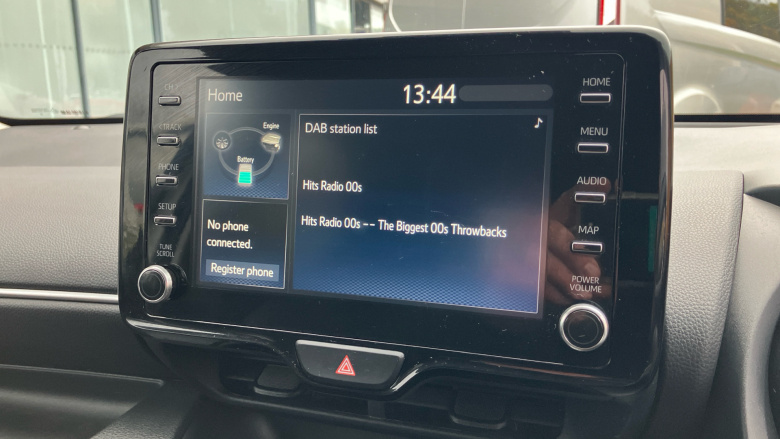 Home
13:44
Engine
Battery
No phone
connected.
Register phone
DAB station list
Hits Radio 00s
Hits Radio 00s -- The Biggest 00s Throwbacks
TRACK
PHONE
SETUP
TUNE
SCROLL
HOME
MENU
AUDIO
MAP
POWER
VOLUME